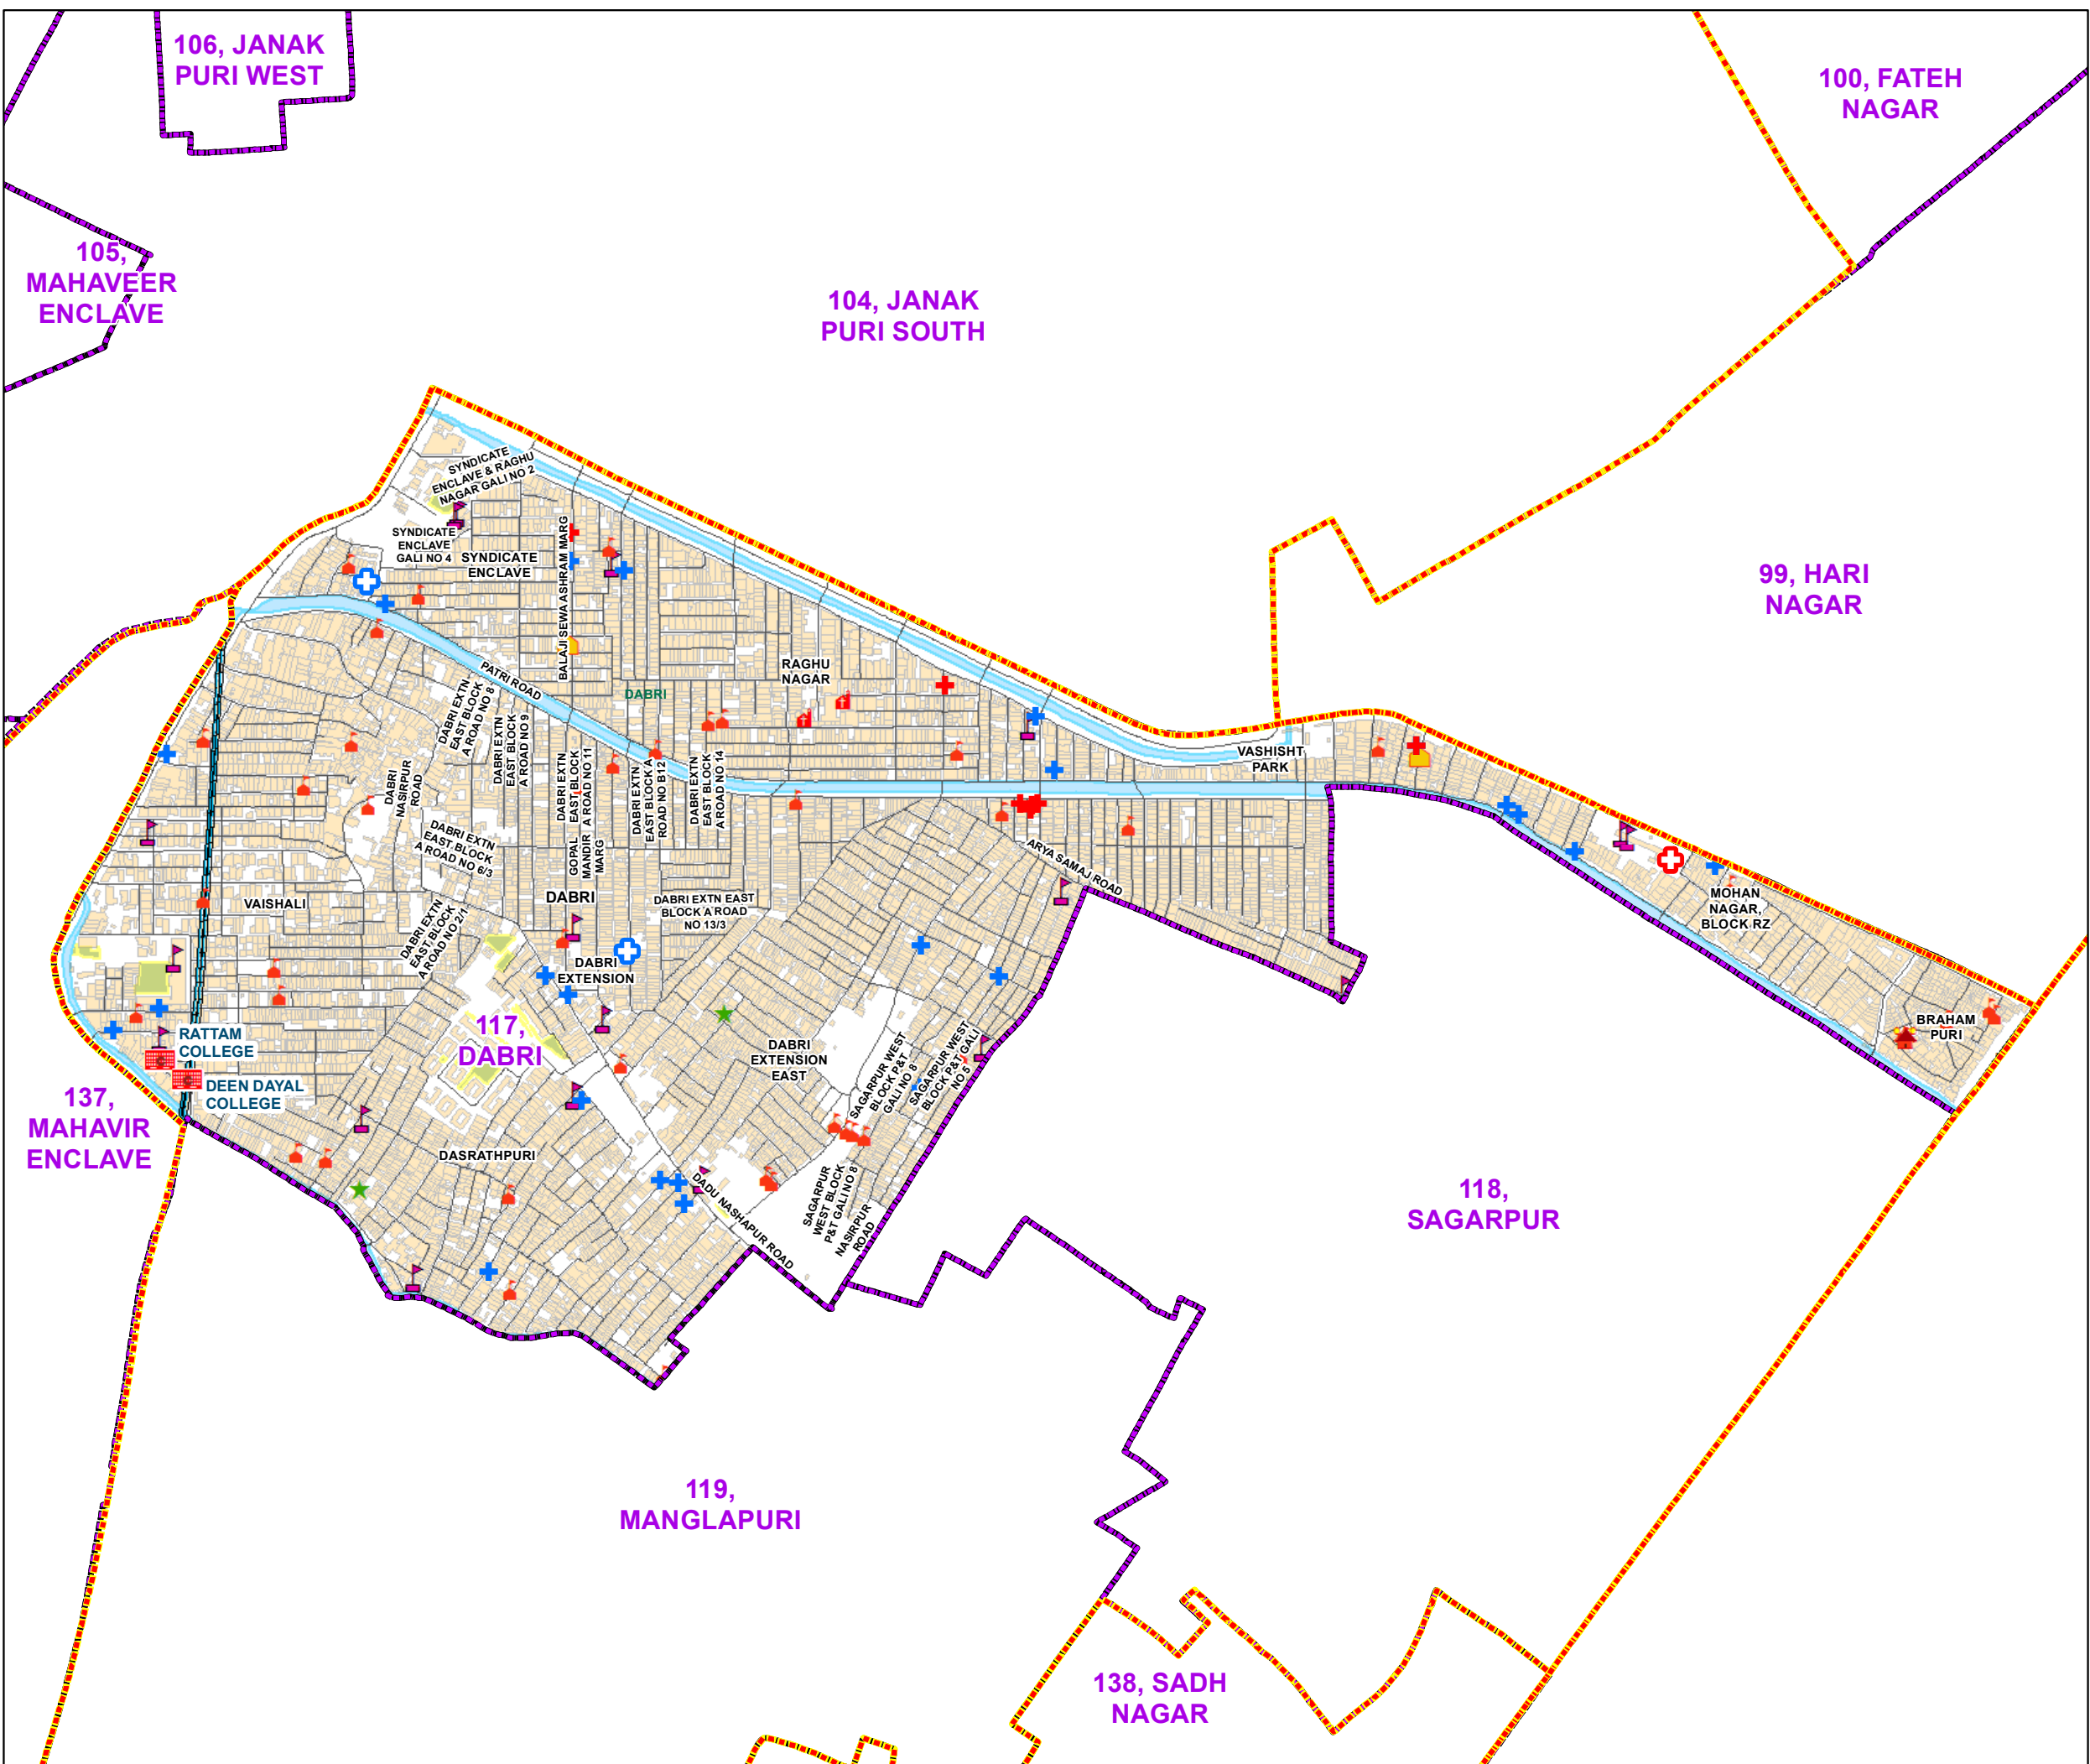 106, JANAK
PURI WEST
100, FATEH
NAGAR
105,
MAHAVEER
ENCLAVE
104, JANAK
PURI SOUTH
99, HARI
NAGAR
SYNDICATE
ENCLAVE & RAGHU
NAGAR GALI NO 2
SYNDICATE
ENCLAVE
GALI NO 4
SYNDICATE
ENCLAVE
BALAJI SEWA ASHRAM MARG
PATRI ROAD
RAGHU
NAGAR
DABRI
VASHISHT
PARK
DABRI EXTN
EAST BLOCK
A ROAD NO 8
DABRI EXTN
EAST BLOCK
A ROAD NO 9
DABRI EXTN
EAST BLOCK
A ROAD NO 11
DABRI EXTN
EAST BLOCK A
ROAD NO B12
DABRI EXTN
EAST BLOCK
A ROAD NO 14
DABRI
NASIRPUR
ROAD
DABRI EXTN
EAST BLOCK
A ROAD NO 6/3
GOPAL
MANDIR
MARG
ARYA SAMAJ ROAD
VAISHALI
DABRI
DABRI EXTN EAST
BLOCK A ROAD
NO 13/3
DABRI EXTN
EAST BLOCK
A ROAD NO 2/1
MOHAN
NAGAR,
BLOCK RZ
DABRI
EXTENSION
BRAHAM
PURI
RATTAM
COLLEGE
DEEN DAYAL
COLLEGE
117,
DABRI
DABRI
EXTENSION
EAST
SAGARPUR WEST
BLOCK P&T
GALI NO 8
SAGARPUR WEST
BLOCK P&T GALI
NO 5
137,
MAHAVIR
ENCLAVE
DASRATHPURI
DADU NASHAPUR ROAD
SAGARPUR
WEST BLOCK
P&T GALI NO 8
NASIRPUR
ROAD
118,
SAGARPUR
119,
MANGLAPURI
138, SADH
NAGAR